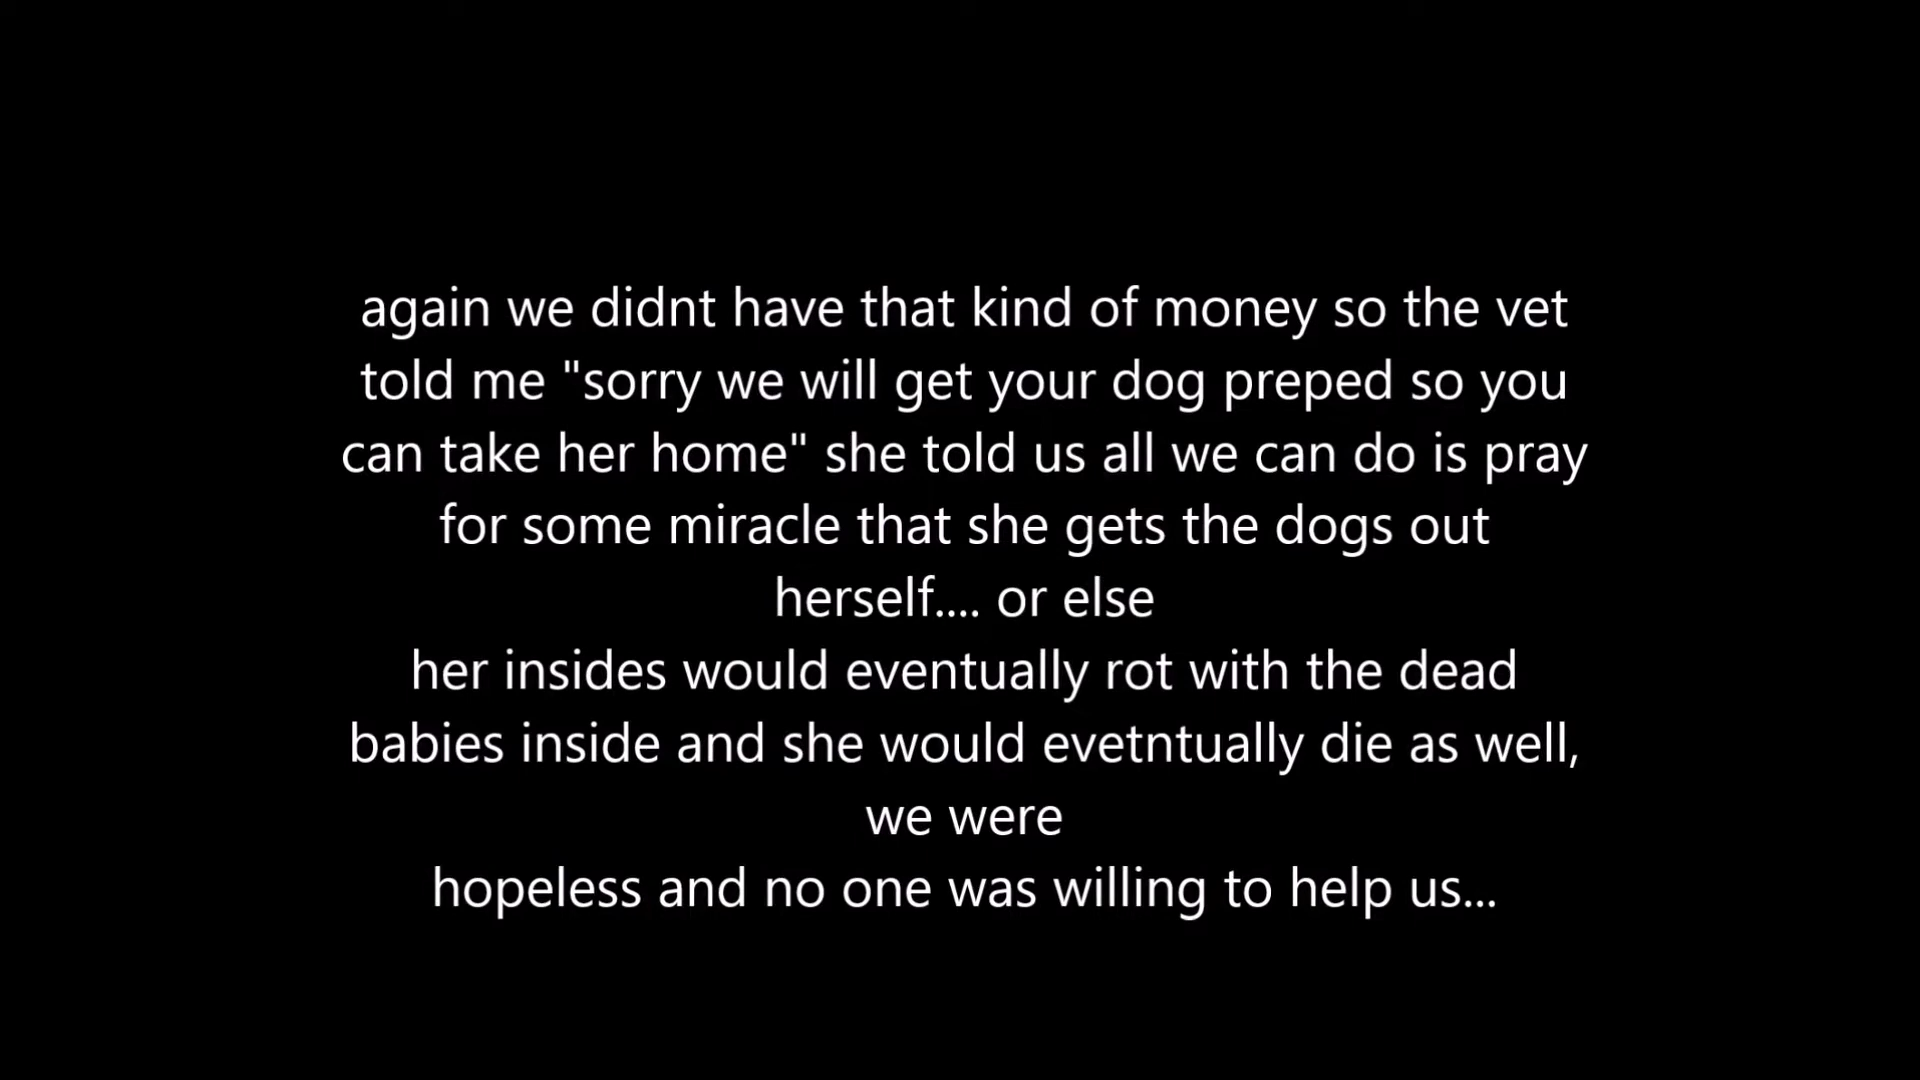 again we didnt have that kind of money so the vet
told me "sorry we will get your dog preped so you
can take her home" she told us all we can do is pray
for some miracle that she gets the dogs out
herself.... or else
her insides would eventually rot with the dead
babies inside and she would evetntually die as well,
we were
hopeless and no one was willing to help us...